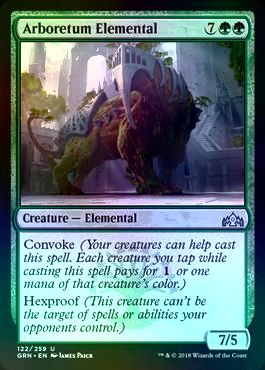 Arboretum Elemental 7
Creature — Elemental
Convoke (Your creatures can help cast
this spell. Each creature you tap while
casting this spell pays for 1 or one
mana of that creature's color.)
Hexproof (This creature can't be
the target of spells or abilities your
opponents control.)
7/5
122/259 U
GRN • EN James Paick
™ & © 2018 Wizards of the Coast